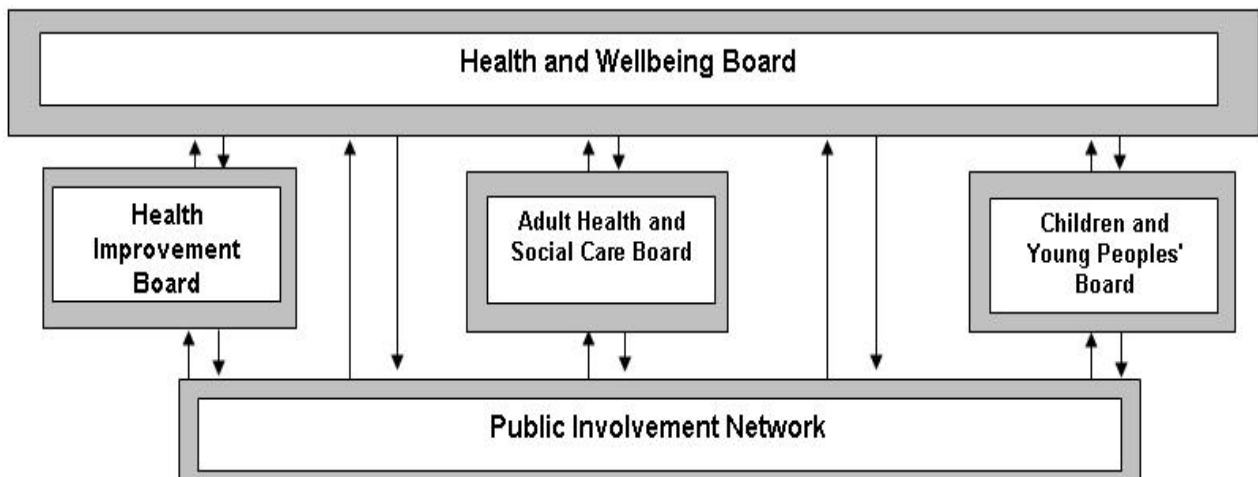 Health and Wellbeing Board
Health
Improvement
Board
Adult Health and
Social Care Board
Children and
Young Peoples'
Board
Public Involvement Network